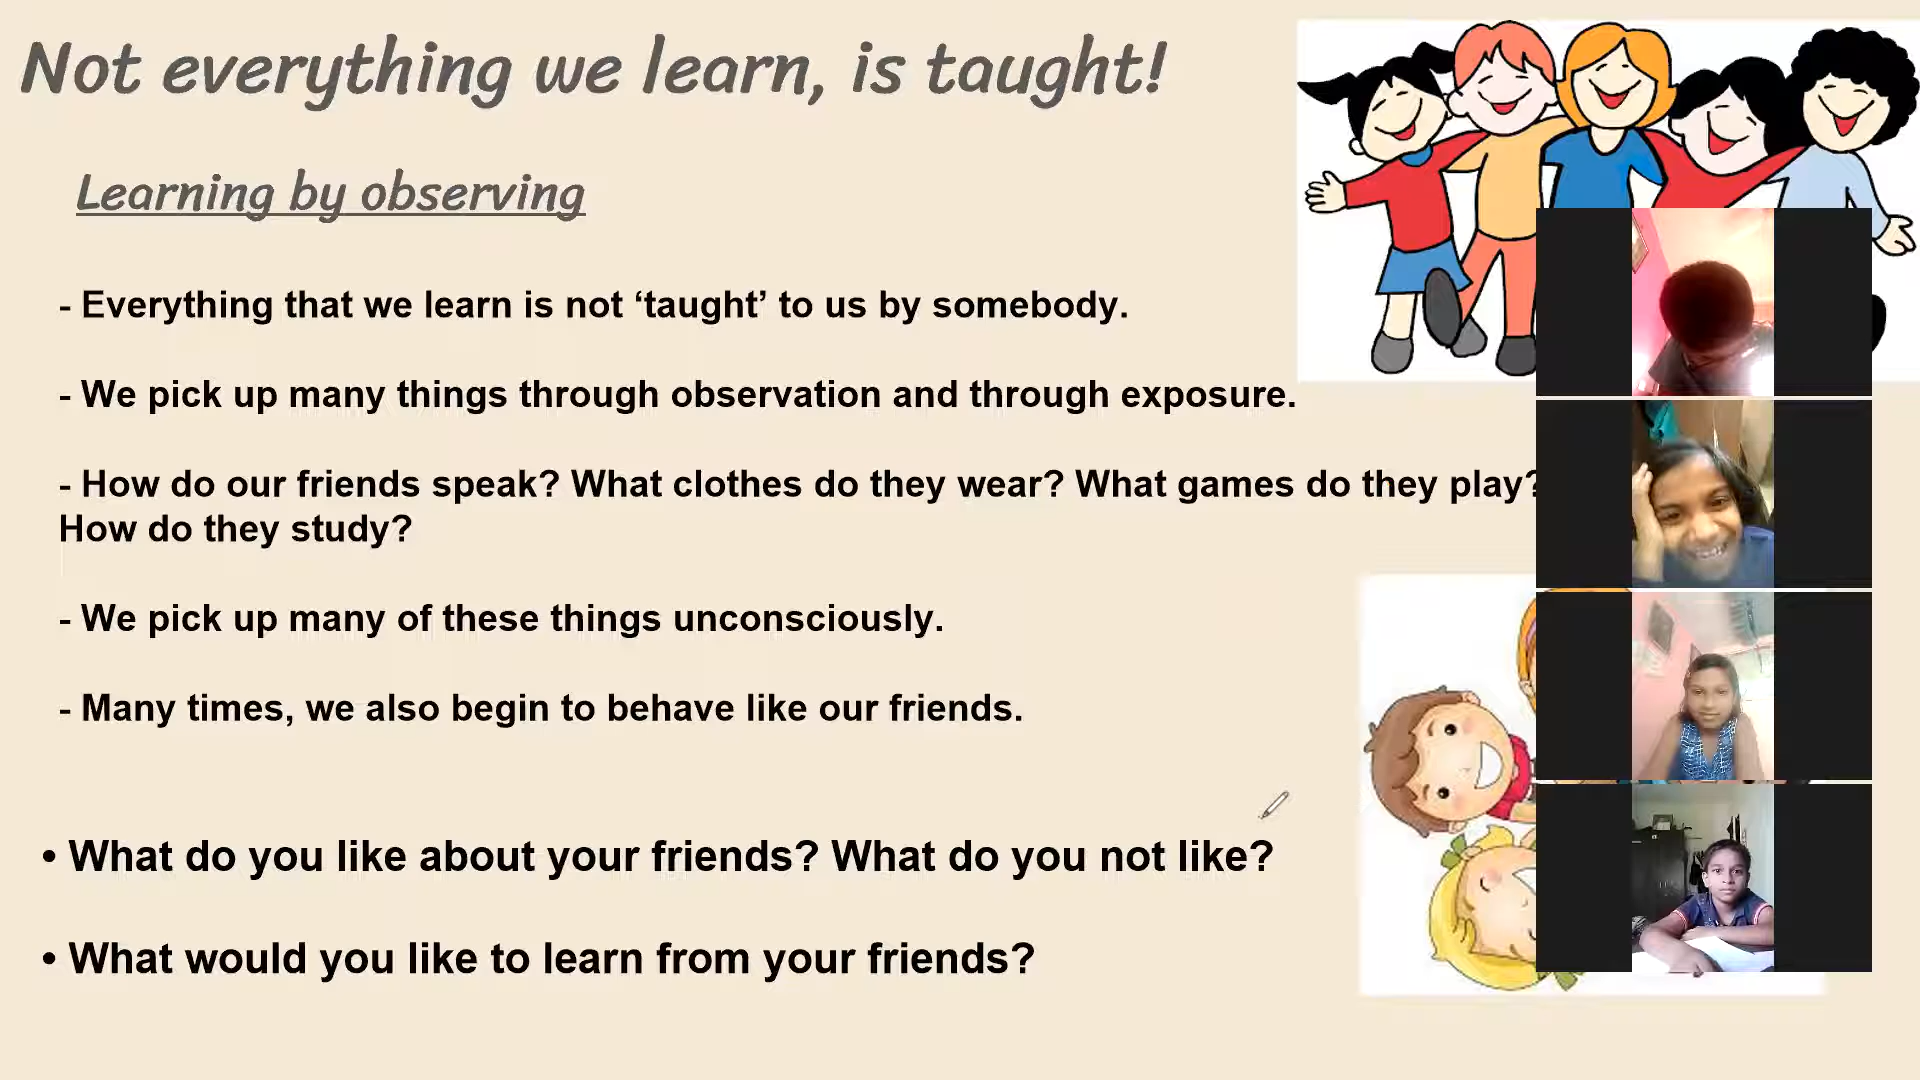 Not everything we learn, is taught!
Learning by observing
- Everything that we learn is not ‘taught’ to us by somebody.
- We pick up many things through observation and through exposure.
- How do our friends speak? What clothes do they wear? What games do they play?
How do they study?
- We pick up many of these things unconsciously.
- Many times, we also begin to behave like our friends.
• What do you like about your friends? What do you not like?
• What would you like to learn from your friends?